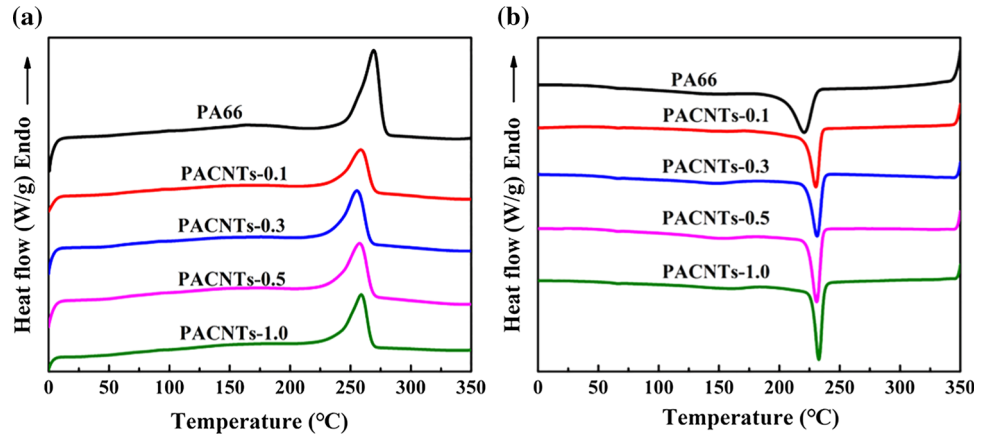 (a)
Heat flow (W/g) Endo
PA66
PACNTs-0.1
PACNTs-0.3
PACNTs-0.5
PACNTs-1.0
0 50 100 150 200 250 300 350
Temperature (°C)
(b)
Heat flow (W/g) Endo
PA66
PACNTs-0.1
PACNTs-0.3
PACNTs-0.5
PACNTs-1.0
0 50 100 150 200 250 300 350
Temperature (°C)